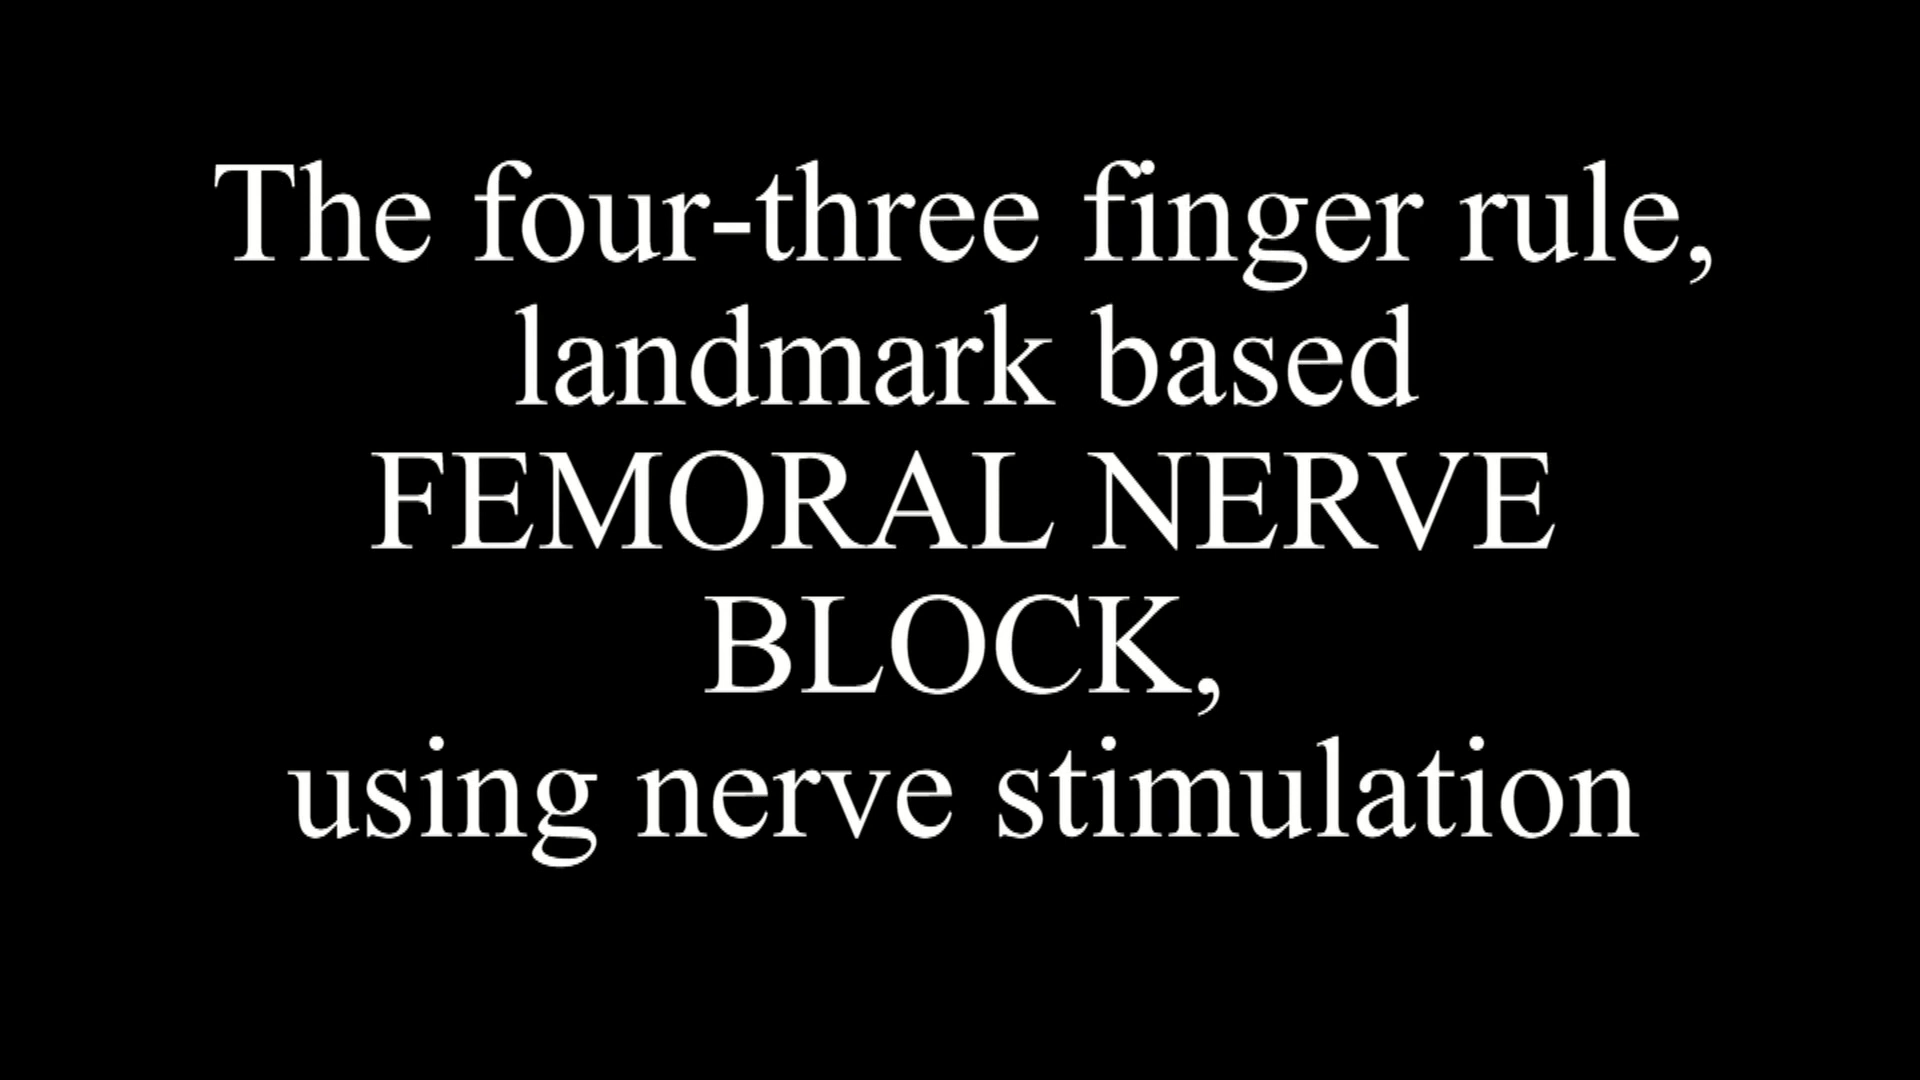 The four-three finger rule,
landmark based
FEMORAL NERVE
BLOCK,
using nerve stimulation